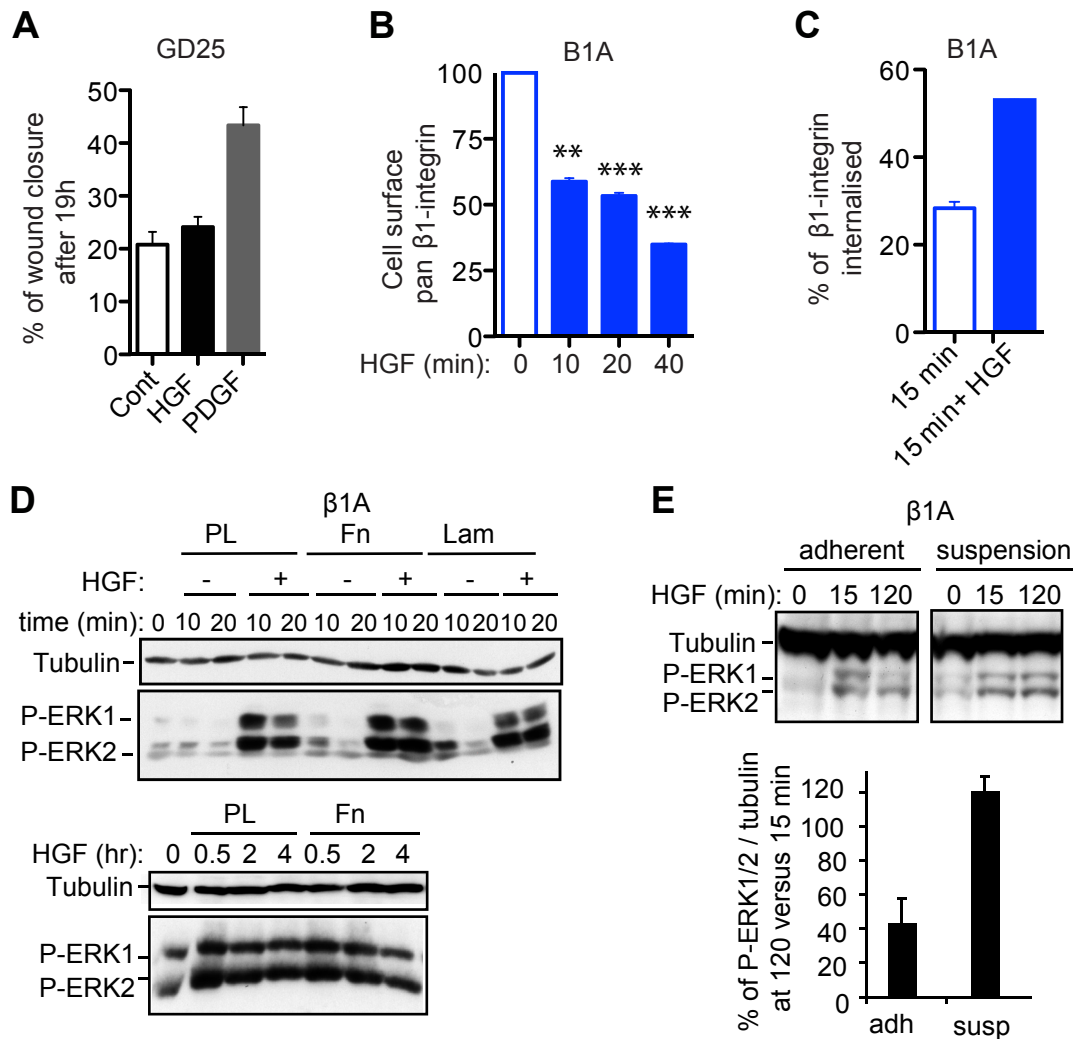 A
GD25
% of wound closure
after 19h
50
40
30
20
10
0
Cont
HGF
PDGF
B
B1A
Cell surface
pan β1-integrin
100
75
50
25
0
**
***
***
HGF (min): 0 10 20 40
C
B1A
% of β1-integrin
internalised
60
40
20
0
15 min
15 min+ HGF
D
β1A
PL Fn Lam
HGF: - + - + - +
time (min): 0 10 20 10 20 10 20 10 20 10 20 10 20
Tubulin
P-ERK1
P-ERK2
PL Fn
HGF (hr): 0 0.5 2 4 0.5 2 4
Tubulin
P-ERK1
P-ERK2
E
β1A
adherent suspension
HGF (min): 0 15 120 0 15 120
Tubulin
P-ERK1
P-ERK2
% of P-ERK1/2 / tubulin
at 120 versus 15 min
120
100
80
60
40
20
0
adh susp